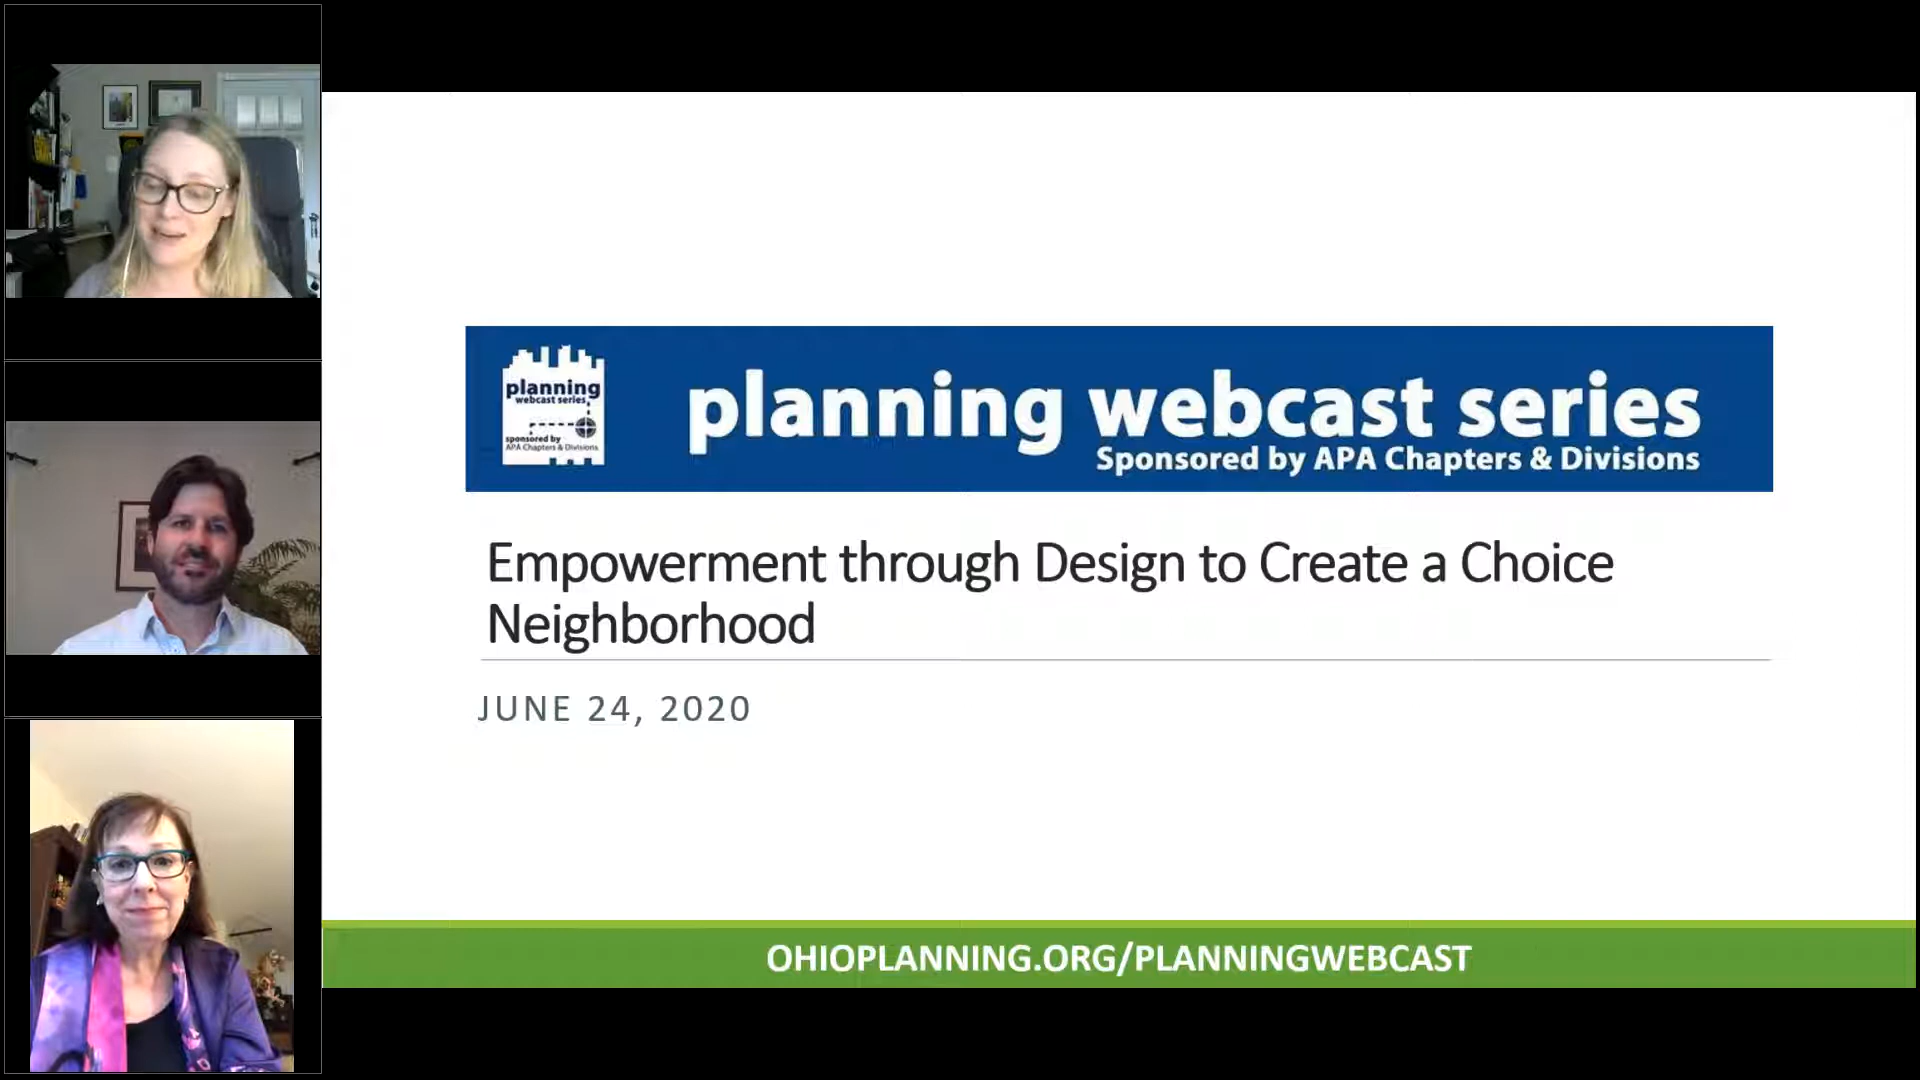 planning
webcast series
sponsored by
APA Chapters & Divisions
planning webcast series
Sponsored by APA Chapters & Divisions
Empowerment through Design to Create a Choice
Neighborhood
JUNE 24, 2020
OHIOPLANNING.ORG/PLANNINGWEBCAST